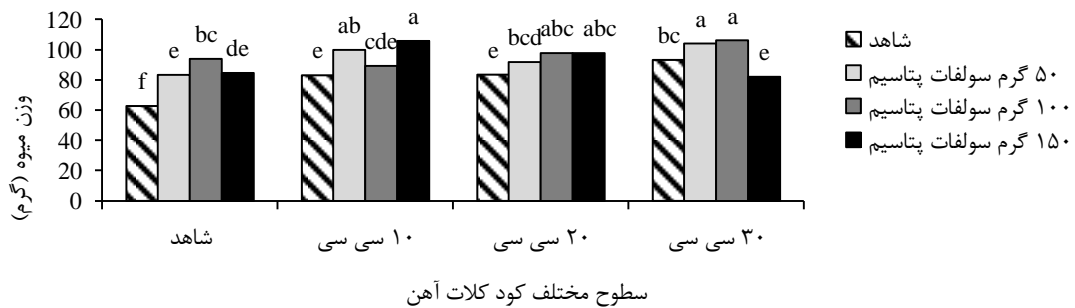 وزن میوه (گرم)
120
100
80
60
40
20
0
f e bc de
e ab cde a
e bcd abc abc
bc a a e
شاهد
۱۰ سی سی
۲۰ سی سی
۳۰ سی سی
سطوح مختلف کود کلات آهن
شاهد
۵۰ گرم سولفات پتاسیم
۱۰۰ گرم سولفات پتاسیم
۱۵۰ گرم سولفات پتاسیم